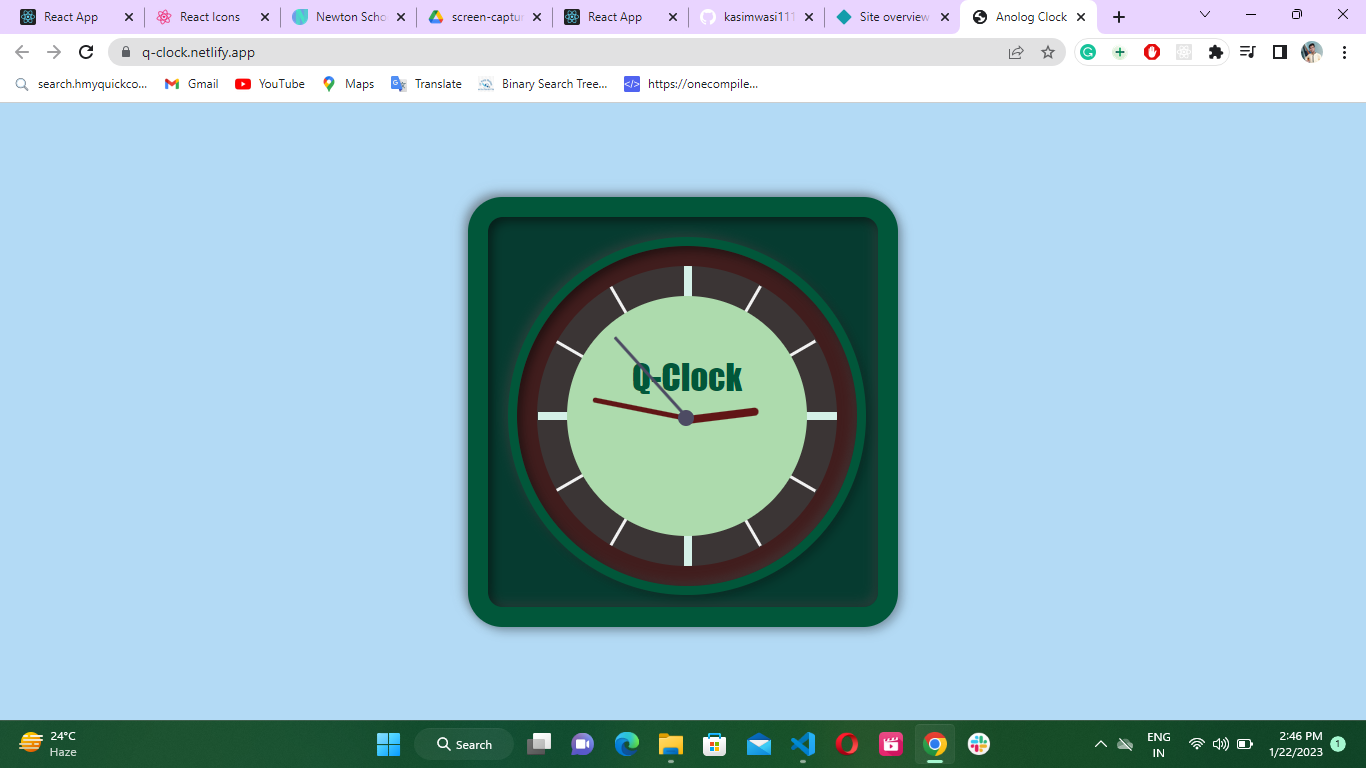 React App
React Icons
Newton Scho
screen-captu
React App
kasimwasi111
Site overview
Anolog Clock
q-clock.netlify.app
search.hmyquickco...
Gmail
YouTube
Maps
Translate
Binary Search Tree...
https://onecompile...
Q-Clock
24°C
Haze
Search
ENG
IN
2:46 PM
1/22/2023
1